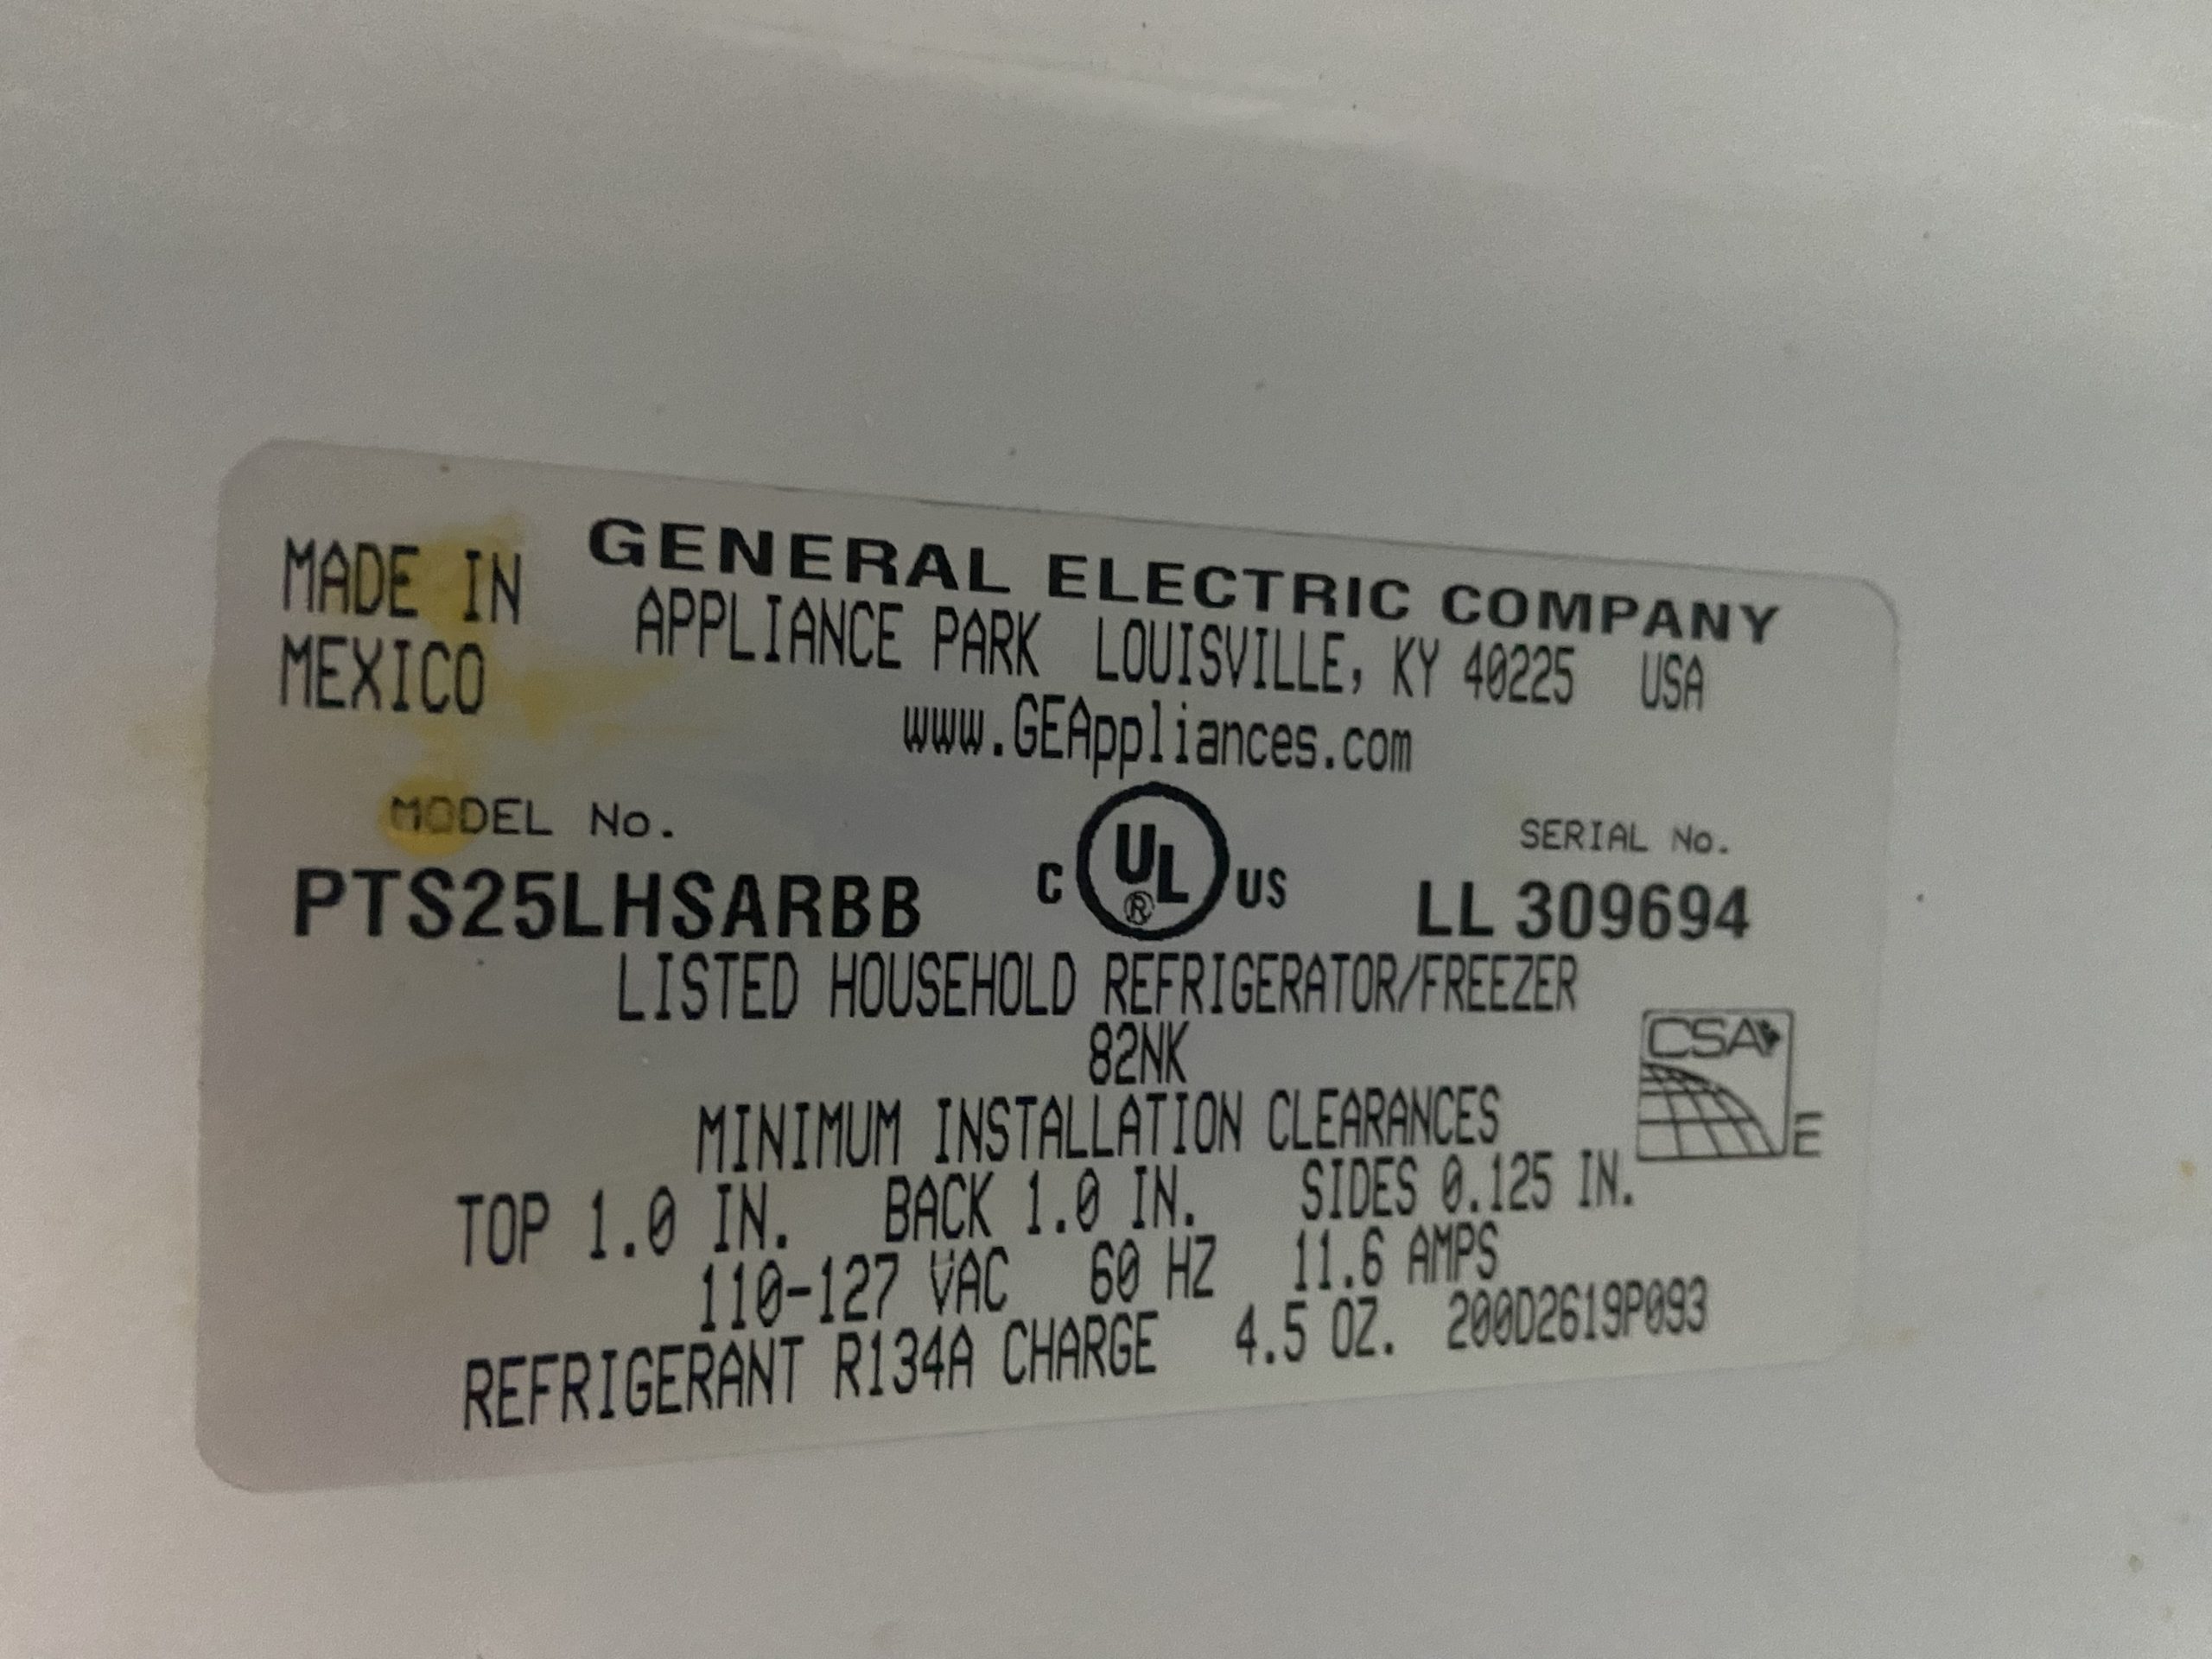 MADE IN
MEXICO
GENERAL ELECTRIC COMPANY
APPLIANCE PARK LOUISVILLE, KY 40225 USA
www.GEAppliances.com
MODEL No.
PTS25LHSARBB
C UL ® US
SERIAL No.
LL 309694
LISTED HOUSEHOLD REFRIGERATOR/FREEZER
82NK
CSA
E
MINIMUM INSTALLATION CLEARANCES
TOP 1.0 IN. BACK 1.0 IN. SIDES 0.125 IN.
110-127 VAC 60 HZ 11.6 AMPS
REFRIGERANT R134A CHARGE 4.5 OZ. 200D2619P093